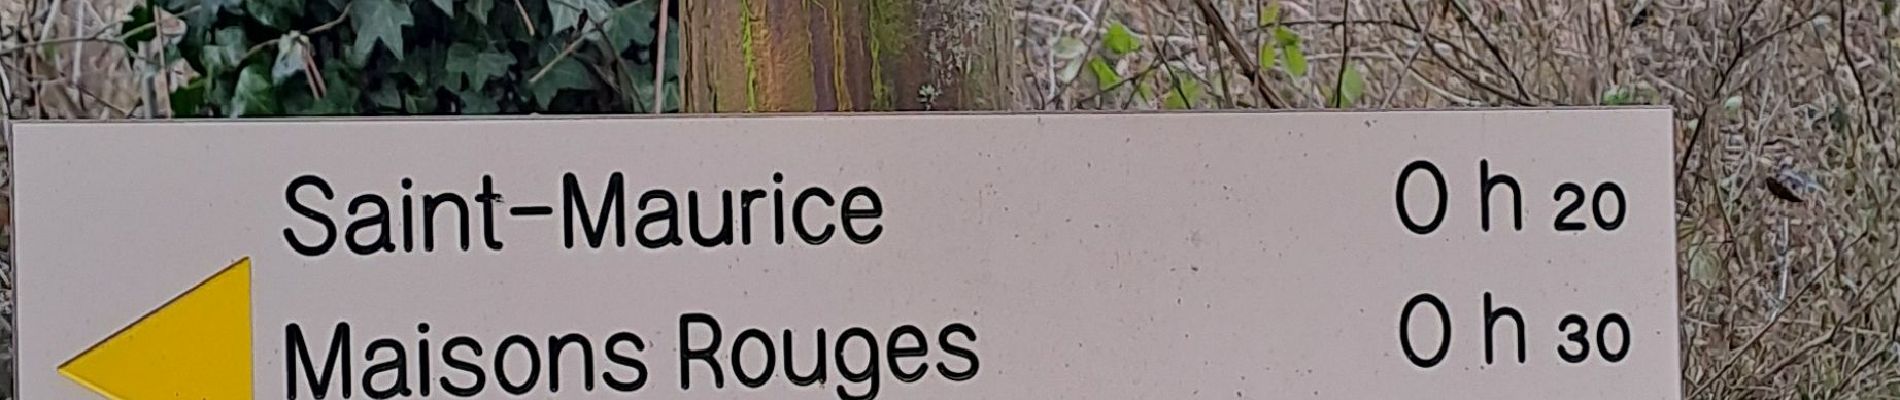 Saint-Maurice 0 h 20
Maisons Rouges 0 h 30